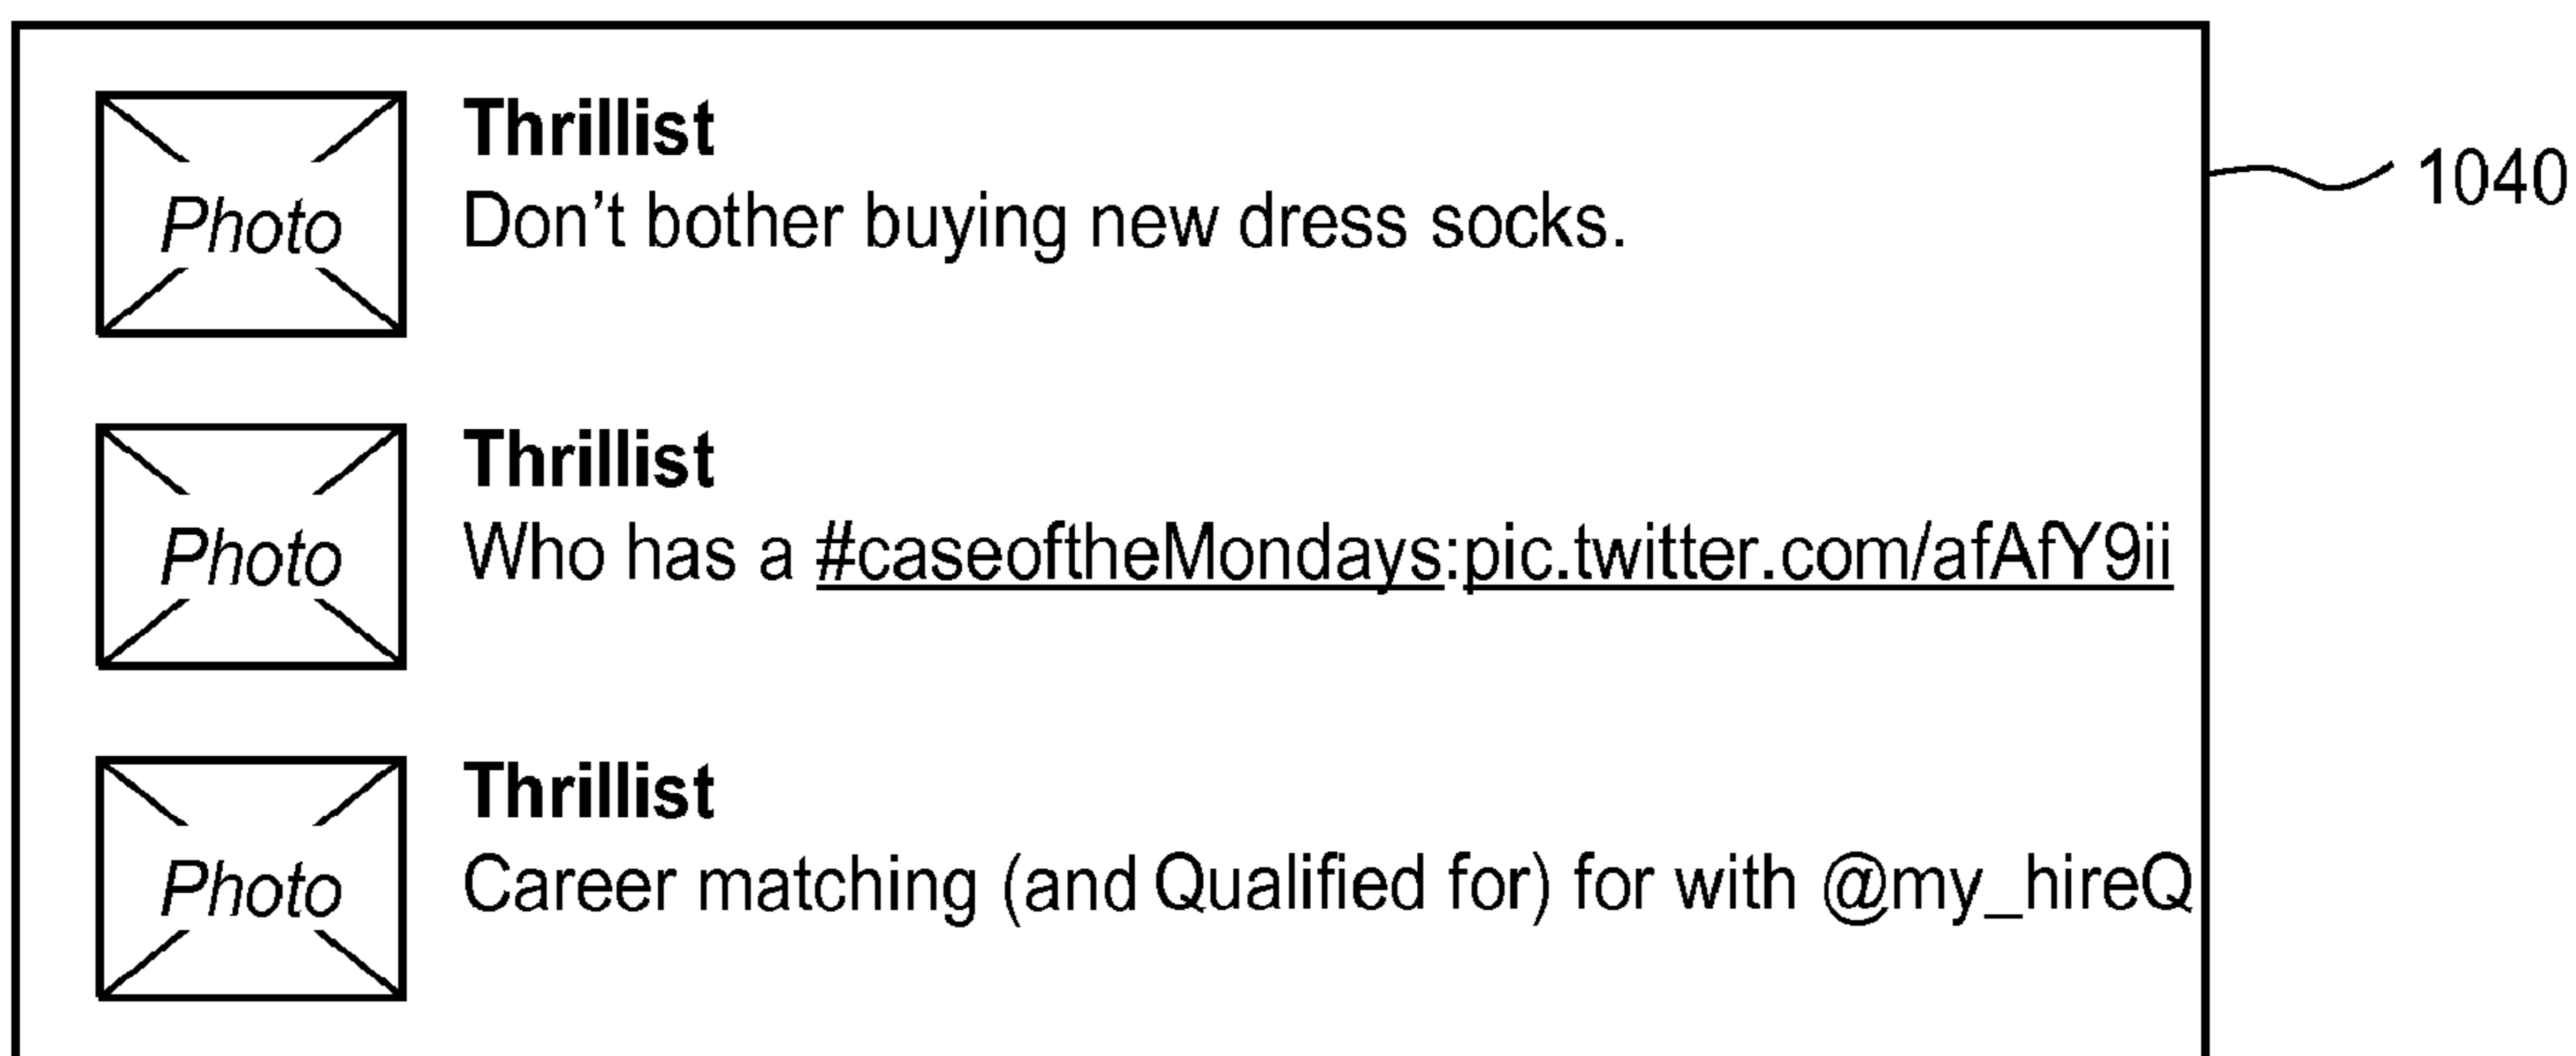 Thrillist
Photo
Don't bother buying new dress socks.
1040
Thrillist
Photo
Who has a #caseoftheMondays:pic.twitter.com/afAfY9ii
Thrillist
Photo
Career matching (and Qualified for) for with @my_hireQ